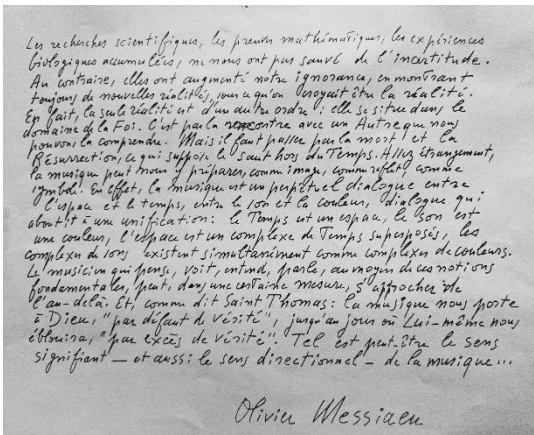 Les recherches scientifiques, les preuves mathématiques, les expériences
biologiques accumulées, ne nous ont pas sauvé de l'incertitude.
Au contraire, elles ont augmenté notre ignorance, en montrant
toujours de nouvelles réalités, sous ce qu'on croyait être la réalité.
En fait, la seule réalité est d'un autre ordre : elle se situe dans le
domaine de la Foi. C'est par la rencontre avec un Autre que nous
pouvons la comprendre. Mais il faut passer par la mort et la
Résurrection, ce qui suppose le saut hors du Temps. Assez étrangement,
la musique peut nous y préparer, comme image, comme reflet, comme
symbole. En effet, la musique est un perpétuel dialogue entre
l'espace et le temps, entre le son et la couleur, dialogue qui
aboutit à une unification : le Temps est un espace, le son est
une couleur, l'espace est un complexe de Temps superposés, les
complexes de sons existent simultanément comme complexes de couleurs.
Le musicien qui pense, voit, entend, parle, au moyen de ces notions
fondamentales, peut, dans une certaine mesure, s'approcher de
l'au-delà. Et, comme dit Saint Thomas : la musique nous porte
à Dieu, "par défaut de vérité", jusqu'au jour où Lui-même nous
éblouira, "par excès de vérité". Tel est peut-être le sens
signifiant — et aussi le sens directionnel — de la musique...
Olivier Messiaen